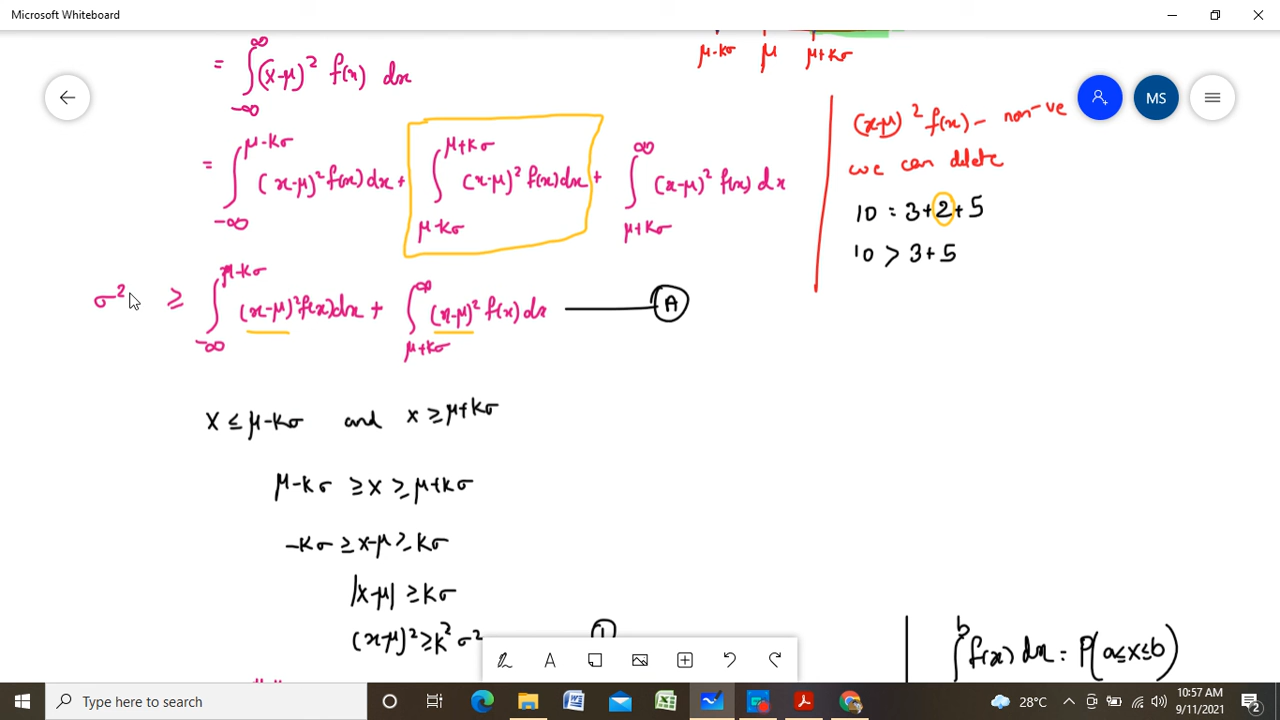 Microsoft Whiteboard
μ-kσ μ μ+kσ
= ∫_{-∞}^{∞} (x-μ)² f(x) dx
= ∫_{-∞}^{μ-kσ} (x-μ)² f(x) dx + ∫_{μ-kσ}^{μ+kσ} (x-μ)² f(x) dx + ∫_{μ+kσ}^{∞} (x-μ)² f(x) dx
σ² ≥ ∫_{-∞}^{μ-kσ} (x-μ)² f(x) dx + ∫_{μ+kσ}^{∞} (x-μ)² f(x) dx — A
x ≤ μ-kσ and x ≥ μ+kσ
μ-kσ ≥ x ≥ μ+kσ
-kσ ≥ x-μ ≥ kσ
|x-μ| ≥ kσ
(x-μ)² ≥ k² σ² 1
(x-μ)² f(x) - non-ve
we can delete
10 = 3+2+5
10 > 3+5
∫^{b} f(x) dx = P(a≤x≤b)
MS
Type here to search
28°C
10:57 AM
9/11/2021
2